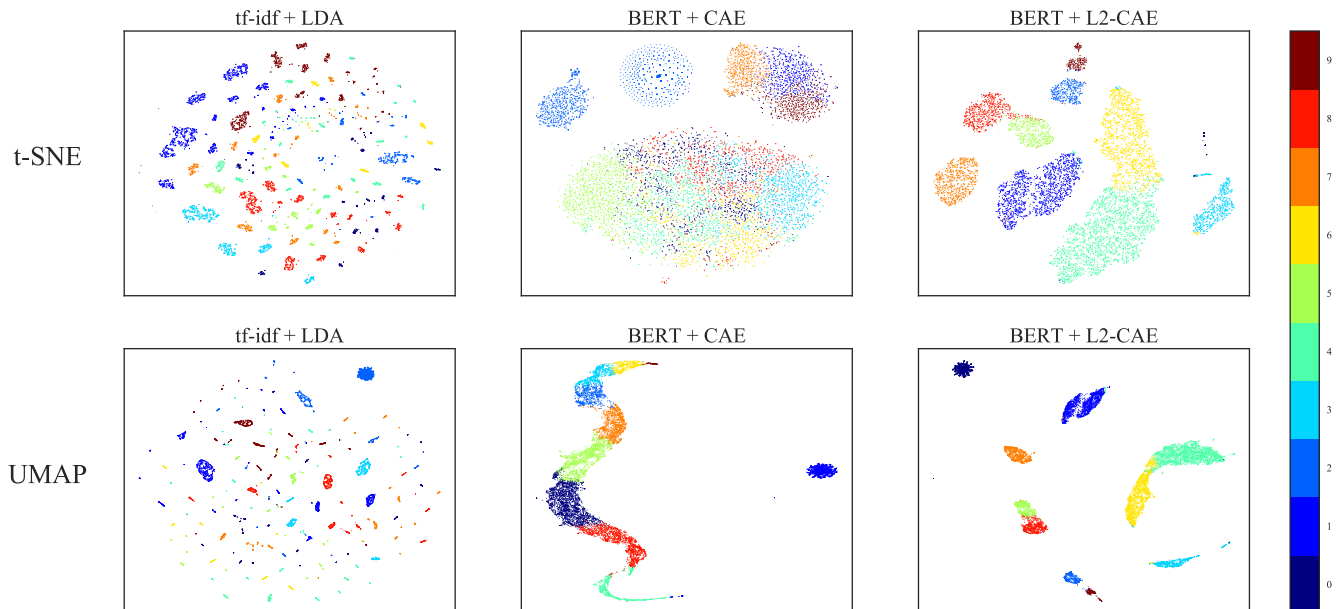 tf-idf + LDA
BERT + CAE
BERT + L2-CAE
t-SNE
tf-idf + LDA
BERT + CAE
BERT + L2-CAE
UMAP
9
8
7
6
5
4
3
2
1
0